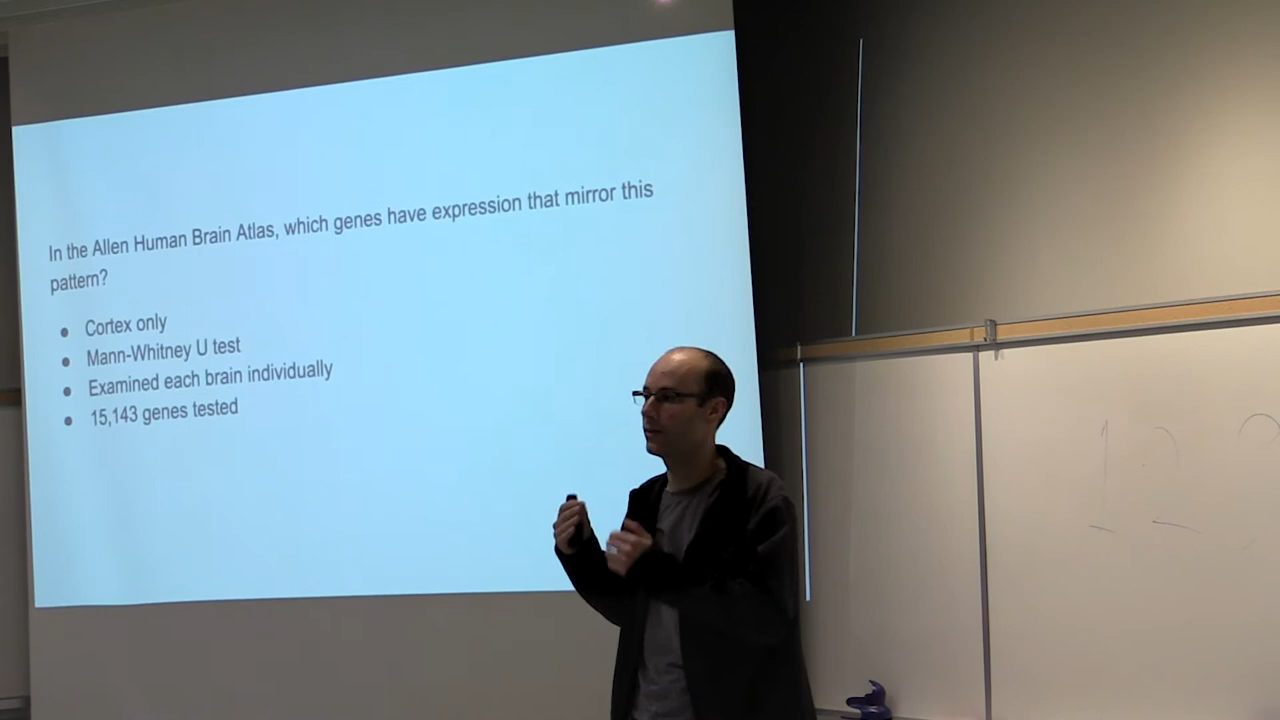 In the Allen Human Brain Atlas, which genes have expression that mirror this
pattern?
● Cortex only
● Mann-Whitney U test
● Examined each brain individually
● 15,143 genes tested